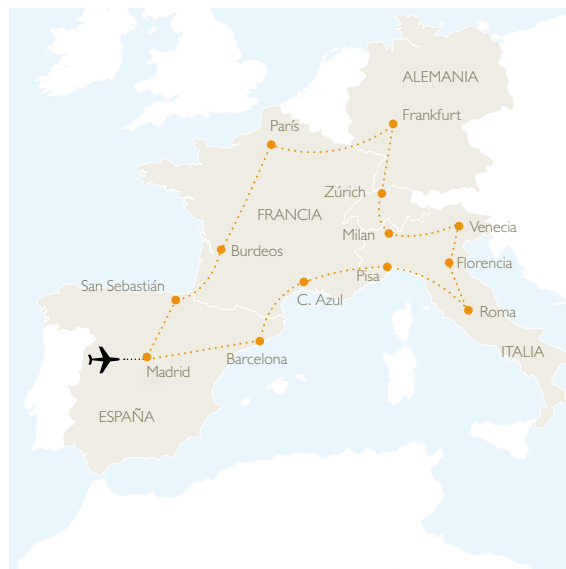 ALEMANIA
Frankfurt
París
Zúrich
FRANCIA
Venecia
Milan
Burdeos
Florencia
Pisa
San Sebastián
C. Azul
Roma
ITALIA
Barcelona
Madrid
ESPAÑA